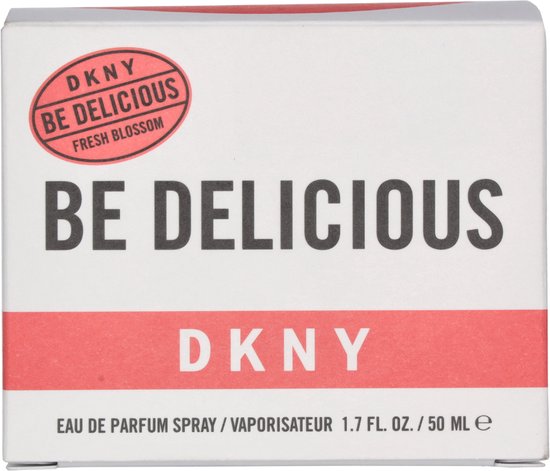 DKNY
BE DELICIOUS
FRESH BLOSSOM
BE DELICIOUS
DKNY
EAU DE PARFUM SPRAY / VAPORISATEUR 1.7 FL. OZ. / 50 ML ℮